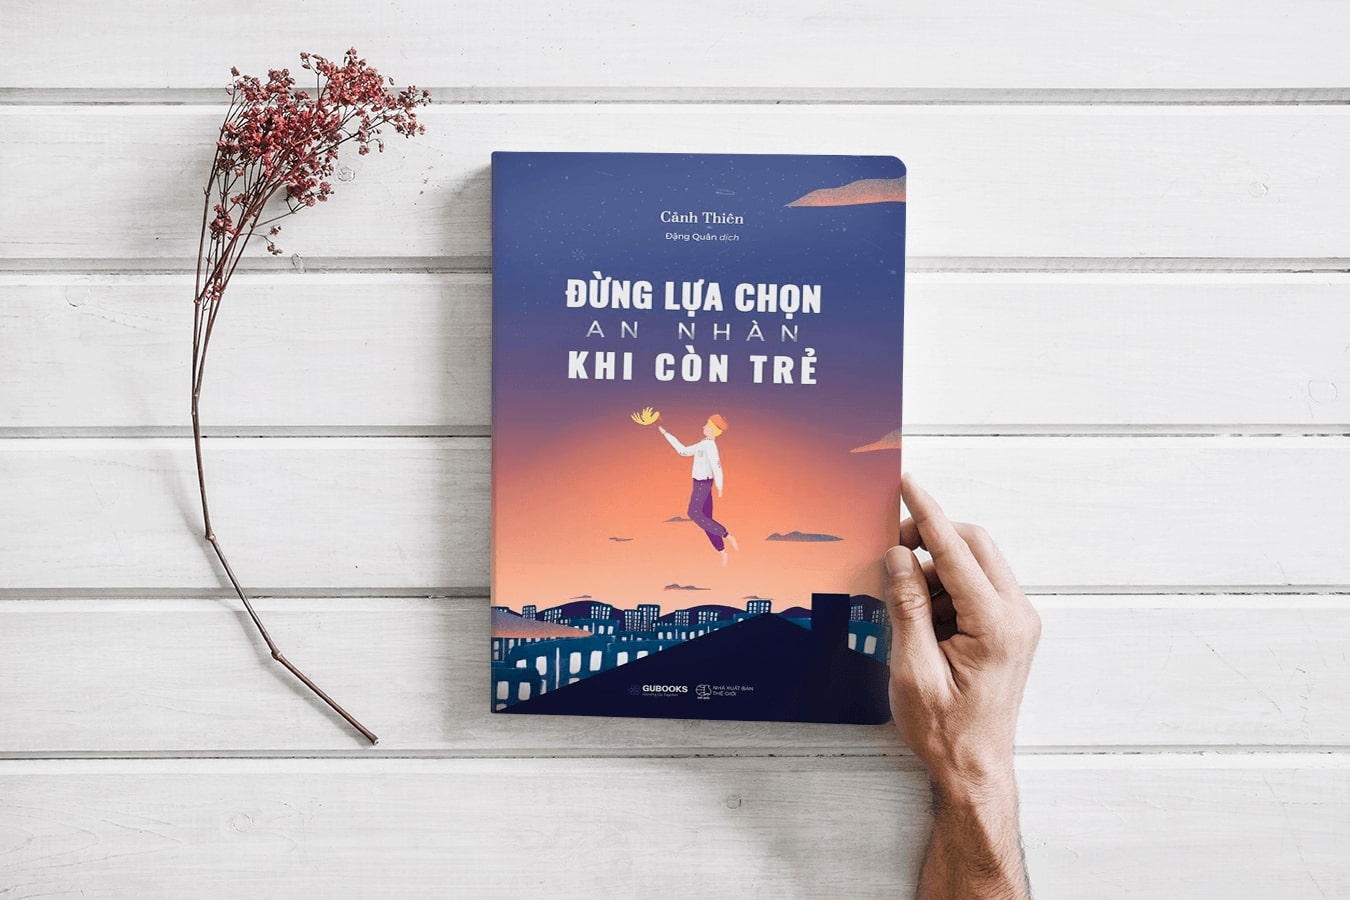 Cảnh Thiên
Đặng Quân dịch
ĐỪNG LỰA CHỌN
AN NHÀN
KHI CÒN TRẺ
GUBOOKS
NHÀ XUẤT BẢN
THẾ GIỚI